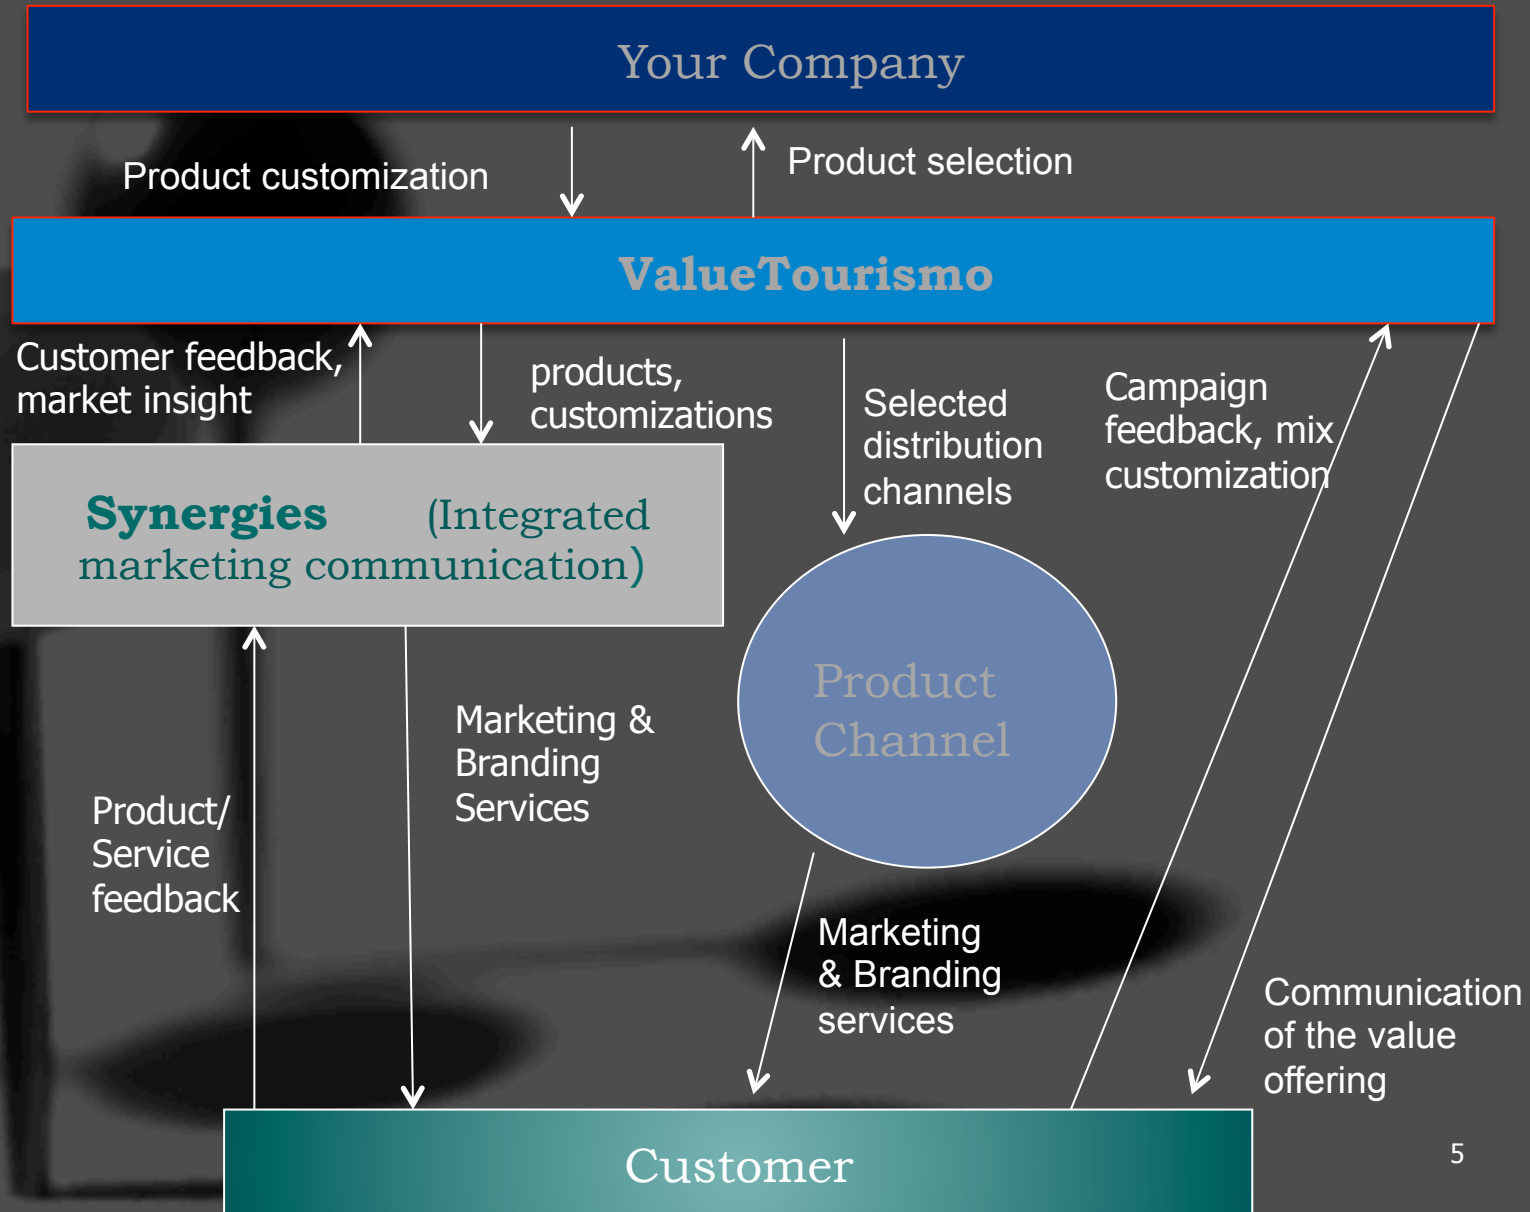 Your Company
Product customization
Product selection
ValueTourismo
Customer feedback,
market insight
products,
customizations
Selected
distribution
channels
Campaign
feedback, mix
customization
Synergies (Integrated
marketing communication)
Product
Channel
Marketing &
Branding
Services
Product/
Service
feedback
Marketing
& Branding
services
Communication
of the value
offering
Customer
5